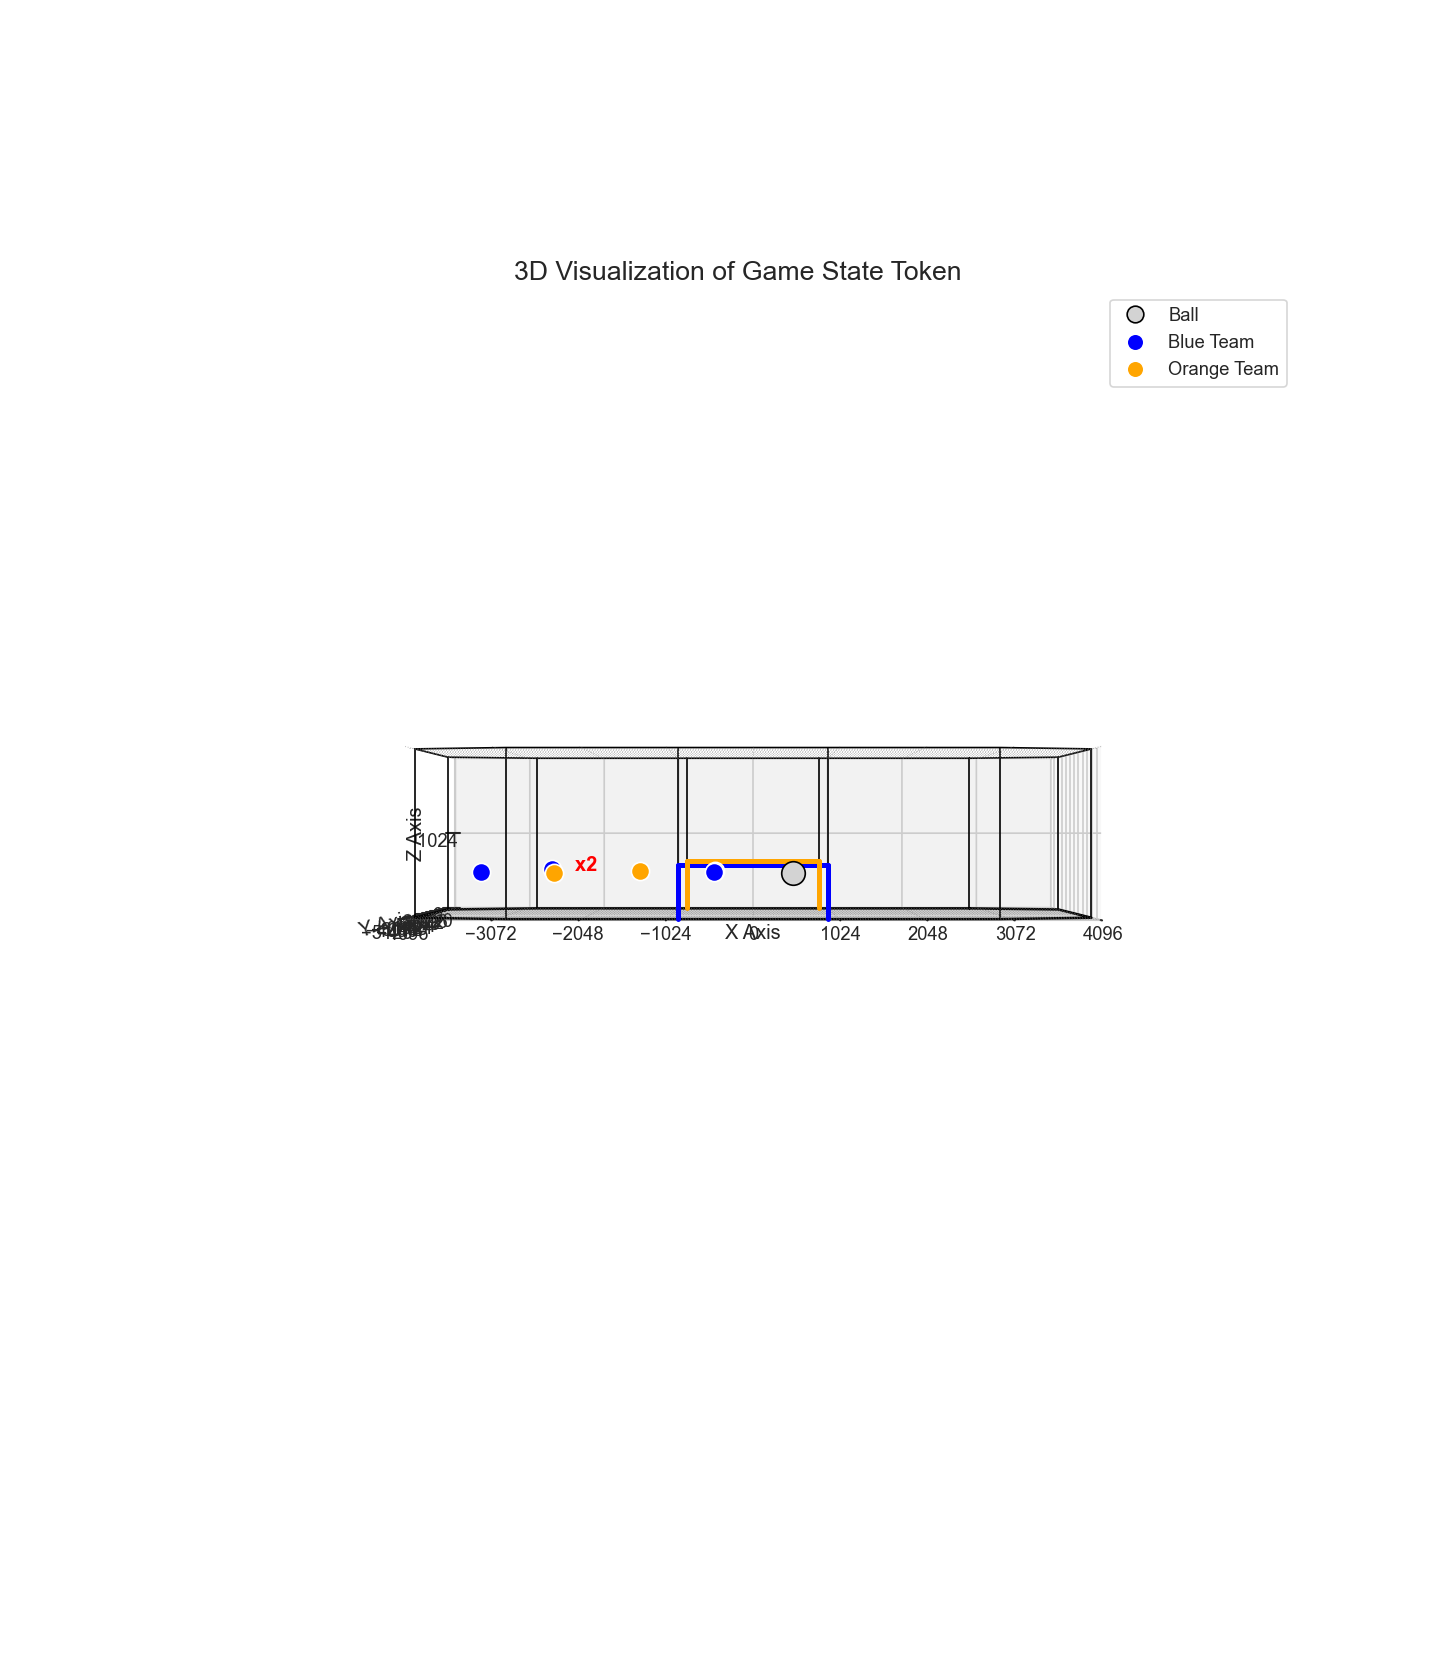 3D Visualization of Game State Token
Ball
Blue Team
Orange Team
Z Axis
1024
x2
−3072
−2048
−1024
0
1024
2048
3072
4096
X Axis